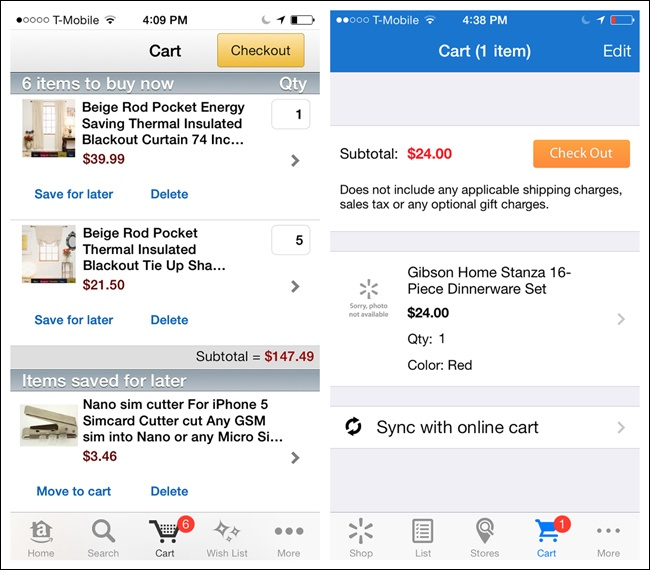 T-Mobile 4:09 PM
Cart
Checkout
6 items to buy now Qty
Beige Rod Pocket Energy
Saving Thermal Insulated
Blackout Curtain 74 Inc...
$39.99
1
Save for later Delete
Beige Rod Pocket
Thermal Insulated
Blackout Tie Up Sha...
$21.50
5
Save for later Delete
Subtotal = $147.49
Items saved for later
Nano sim cutter For iPhone 5
Simcard Cutter cut Any GSM
sim into Nano or any Micro Si...
$3.46
Move to cart Delete
6
Home Search Cart Wish List More
T-Mobile 4:38 PM
Cart (1 item) Edit
Subtotal: $24.00 Check Out
Does not include any applicable shipping charges,
sales tax or any optional gift charges.
Sorry, photo
not available
Gibson Home Stanza 16-
Piece Dinnerware Set
$24.00
Qty: 1
Color: Red
Sync with online cart
1
Shop List Stores Cart More